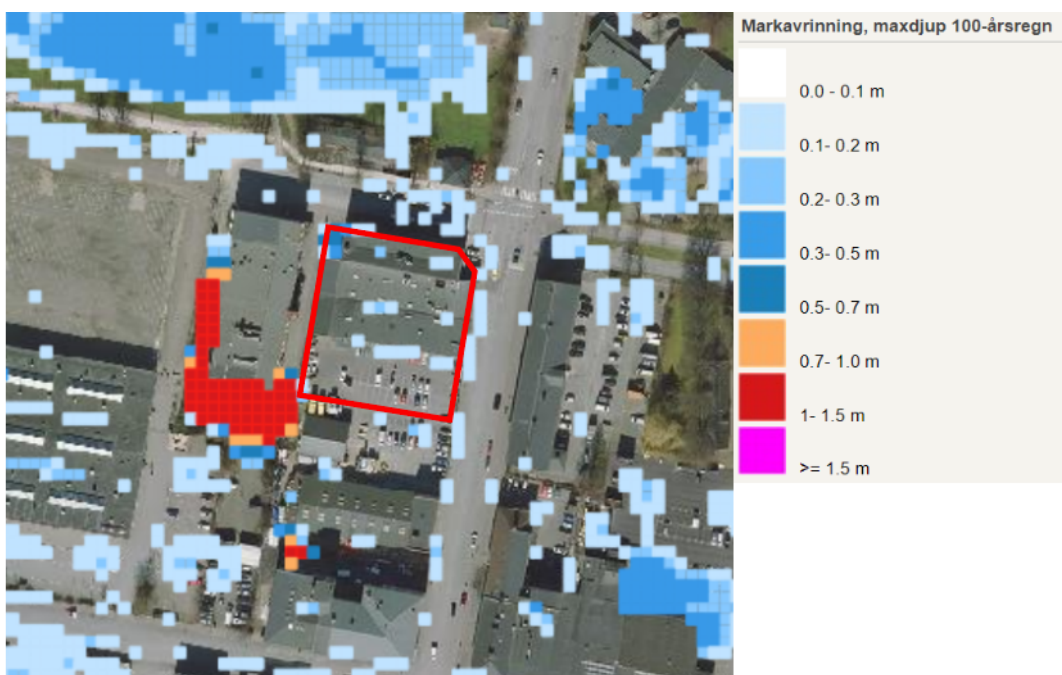 Markavrinning, maxdjup 100-årsregn
0.0 - 0.1 m
0.1- 0.2 m
0.2- 0.3 m
0.3- 0.5 m
0.5- 0.7 m
0.7- 1.0 m
1- 1.5 m
>= 1.5 m